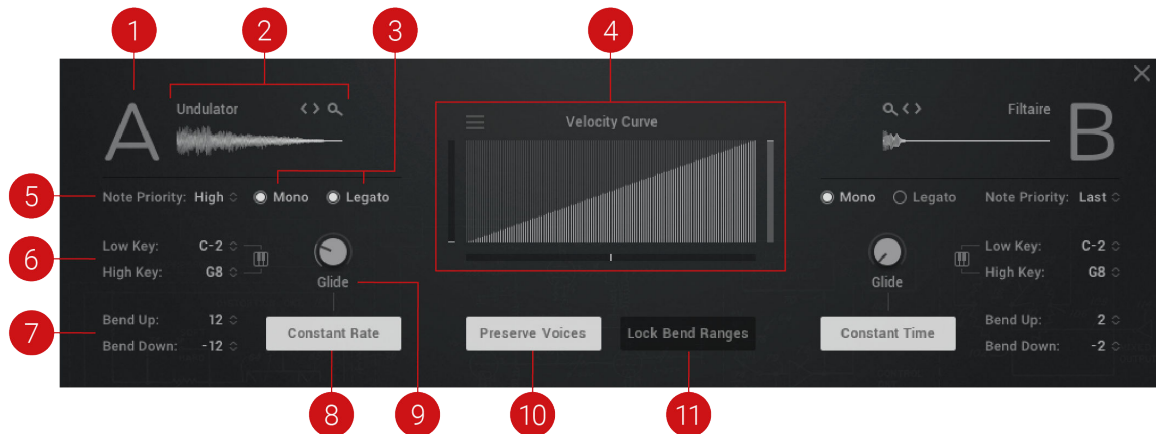 1 2 3 4
A Undulator Velocity Curve Filtaire B
5 Note Priority: High Mono Legato Mono Legato Note Priority: Last
6 Low Key: C-2 Low Key: C-2
High Key: G8 Glide Glide High Key: G8
7 Bend Up: 12 Constant Rate Preserve Voices Lock Bend Ranges Constant Time Bend Up: 2
Bend Down: -12 Bend Down: -2
8 9 10 11